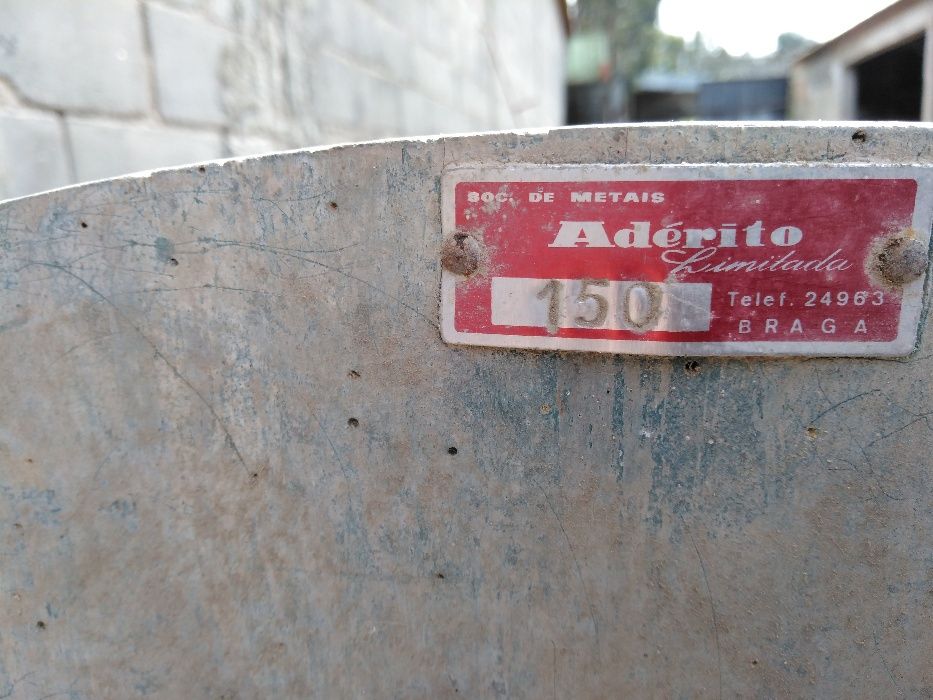 SOC. DE METAIS
Adérito
Limitada
150
Telef. 24963
BRAGA